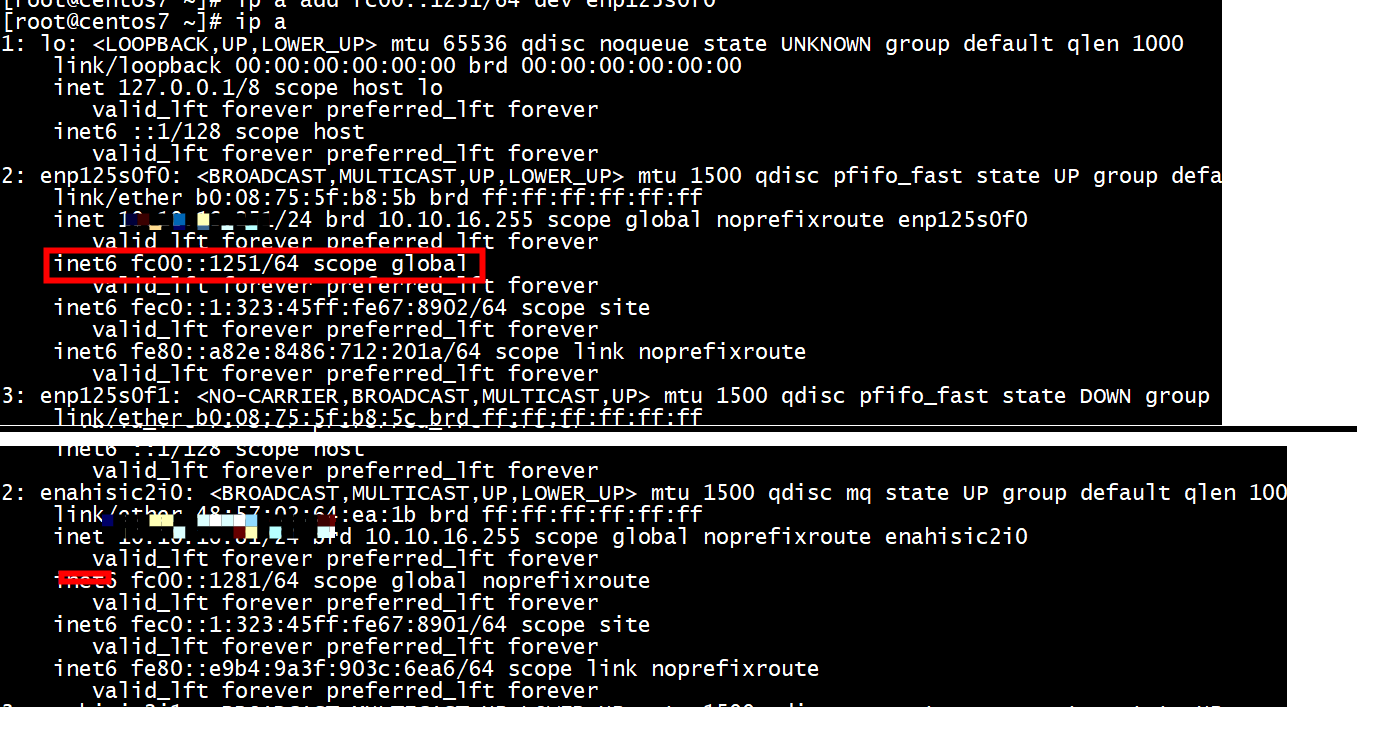 [root@centos7 ~]# ip a add fc00::1251/64 dev enp125s0f0
[root@centos7 ~]# ip a
1: lo: <LOOPBACK,UP,LOWER_UP> mtu 65536 qdisc noqueue state UNKNOWN group default qlen 1000
link/loopback 00:00:00:00:00:00 brd 00:00:00:00:00:00
inet 127.0.0.1/8 scope host lo
valid_lft forever preferred_lft forever
inet6 ::1/128 scope host
valid_lft forever preferred_lft forever
2: enp125s0f0: <BROADCAST,MULTICAST,UP,LOWER_UP> mtu 1500 qdisc pfifo_fast state UP group defa
link/ether b0:08:75:5f:b8:5b brd ff:ff:ff:ff:ff:ff
inet /24 brd 10.10.16.255 scope global noprefixroute enp125s0f0
valid_lft forever preferred_lft forever
inet6 fc00::1251/64 scope global
valid_lft forever preferred_lft forever
inet6 fec0::1:323:45ff:fe67:8902/64 scope site
valid_lft forever preferred_lft forever
inet6 fe80::a82e:8486:712:201a/64 scope link noprefixroute
valid_lft forever preferred_lft forever
3: enp125s0f1: <NO-CARRIER,BROADCAST,MULTICAST,UP> mtu 1500 qdisc pfifo_fast state DOWN group
link/ether b0:08:75:5f:b8:5c brd ff:ff:ff:ff:ff:ff
inet6 ::1/128 scope host
valid_lft forever preferred_lft forever
2: enahisic2i0: <BROADCAST,MULTICAST,UP,LOWER_UP> mtu 1500 qdisc mq state UP group default qlen 100
link/ether 48:57:02:64:ea:1b brd ff:ff:ff:ff:ff:ff
inet brd 10.10.16.255 scope global noprefixroute enahisic2i0
valid_lft forever preferred_lft forever
inet6 fc00::1281/64 scope global noprefixroute
valid_lft forever preferred_lft forever
inet6 fec0::1:323:45ff:fe67:8901/64 scope site
valid_lft forever preferred_lft forever
inet6 fe80::e9b4:9a3f:903c:6ea6/64 scope link noprefixroute
valid_lft forever preferred_lft forever